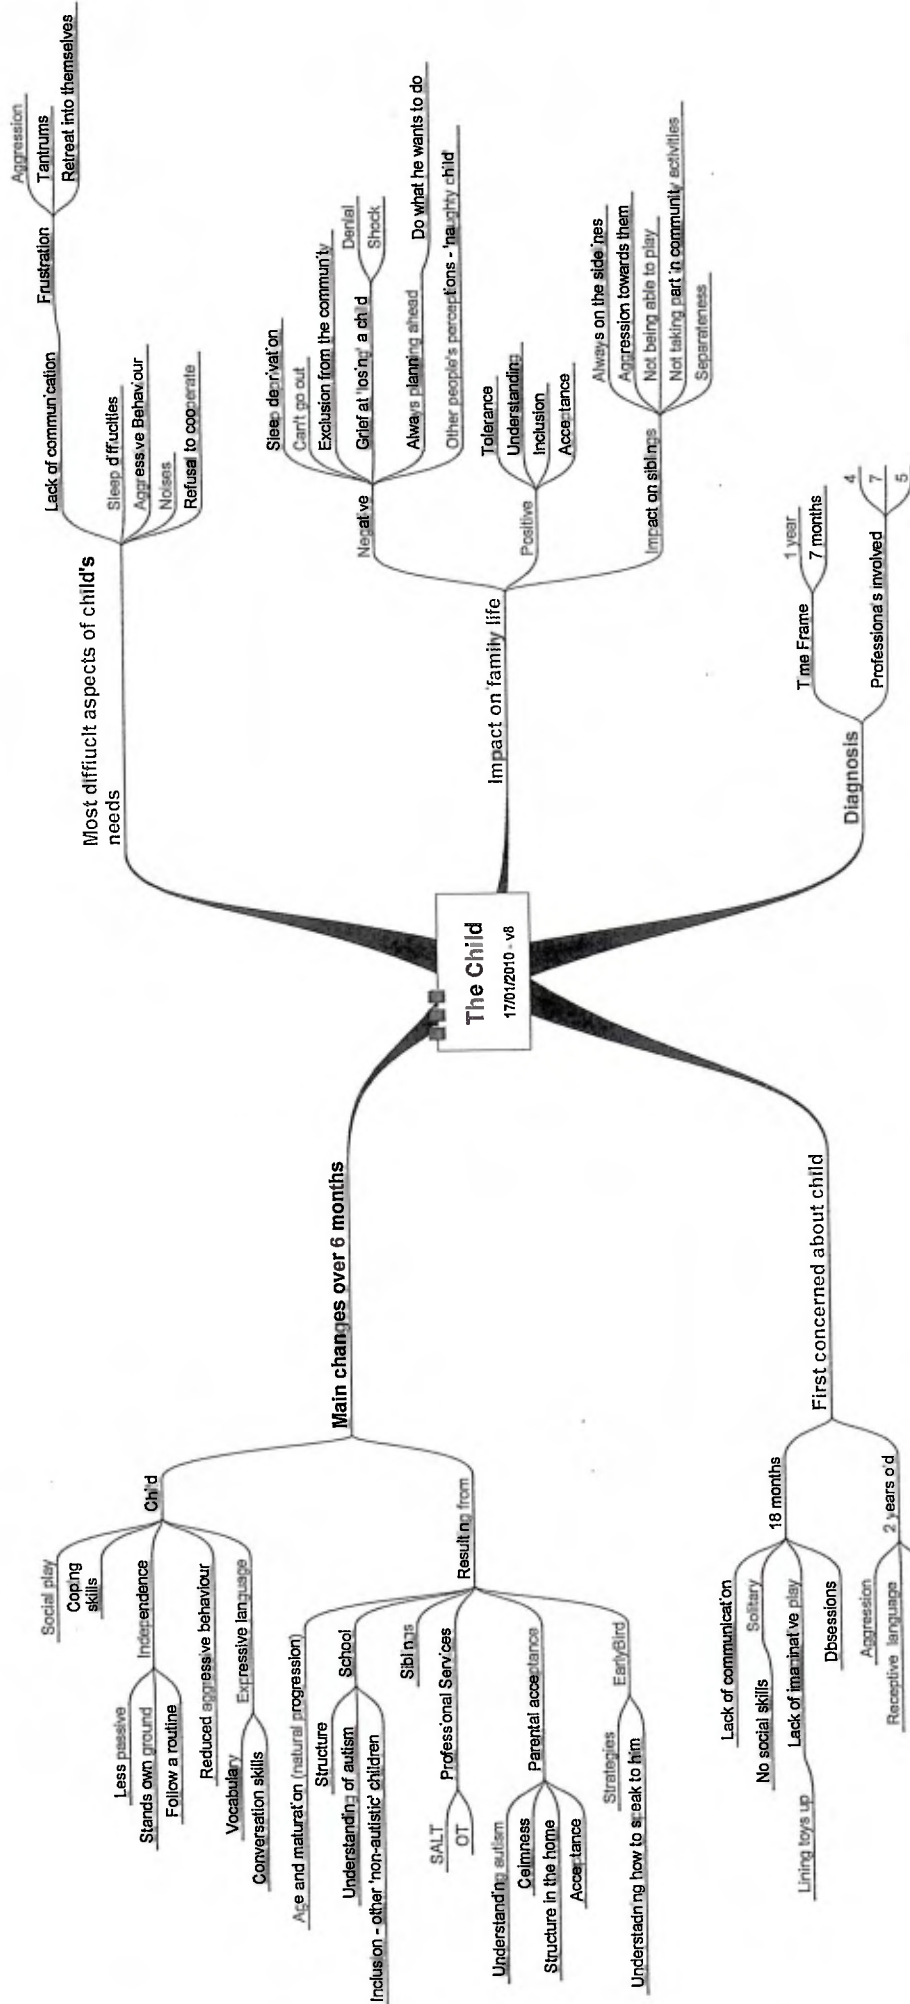 The Child
17/01/2010 - v8
Most diffiuclt aspects of child's
needs
Lack of communication
Frustration
Aggression
Tantrums
Retreat into themselves
Sleep diffiuclties
Aggressive Behaviour
Noises
Refusal to cooperate
Impact on family life
Negative
Sleep deprivation
Can't go out
Exclusion from the community
Grief at 'losing' a child
Denial
Shock
Always planning ahead
Do what he wants to do
Other people's perceptions - 'naughty child'
Positive
Tolerance
Understanding
Inclusion
Acceptance
Impact on siblings
Always on the sidelines
Aggression towards them
Not being able to play
Not taking part in community activities
Separateness
Diagnosis
Time Frame
1 year
7 months
Professionals involved
4
7
5
Main changes over 6 months
Child
Social play
Coping
skills
Independence
Less passive
Stands own ground
Follow a routine
Reduced aggressive behaviour
Expressive language
Vocabulary
Conversation skills
Resulting from
Age and maturation (natural progression)
School
Structure
Understanding of autism
Inclusion - other 'non-autistic' children
Siblings
Professional Services
SALT
OT
Parental acceptance
Understanding autism
Calmness
Structure in the home
Acceptance
EarlyBird
Strategies
Understadning how to speak to him
First concerned about child
18 months
Lack of communication
Solitary
No social skills
Lack of imaginative play
Lining toys up
Obsessions
2 years old
Aggression
Receptive language